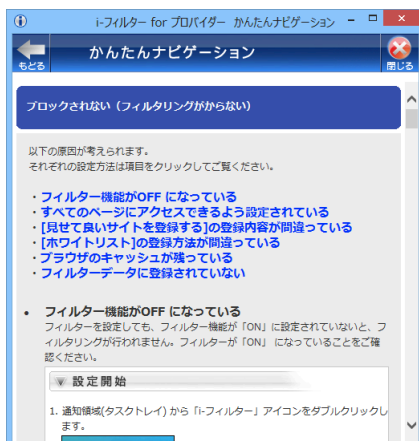 i-フィルター for プロバイダー かんたんナビゲーション
もどる
かんたんナビゲーション
閉じる
ブロックされない（フィルタリングがからない）
以下の原因が考えられます。
それぞれの設定方法は項目をクリックしてご覧ください。
・フィルター機能がOFF になっている
・すべてのページにアクセスできるよう設定されている
・[見せて良いサイトを登録する]の登録内容が間違っている
・[ホワイトリスト]の登録方法が間違っている
・ブラウザのキャッシュが残っている
・フィルターデータに登録されていない
• フィルター機能がOFF になっている
フィルターを設定しても、フィルター機能が「ON」に設定されていないと、フ
ィルタリングが行われません。フィルターが「ON」 になっていることをご確
認ください。
▼ 設定開始
1. 通知領域(タスクトレイ) から「i-フィルター」アイコンをダブルクリックし
ます。